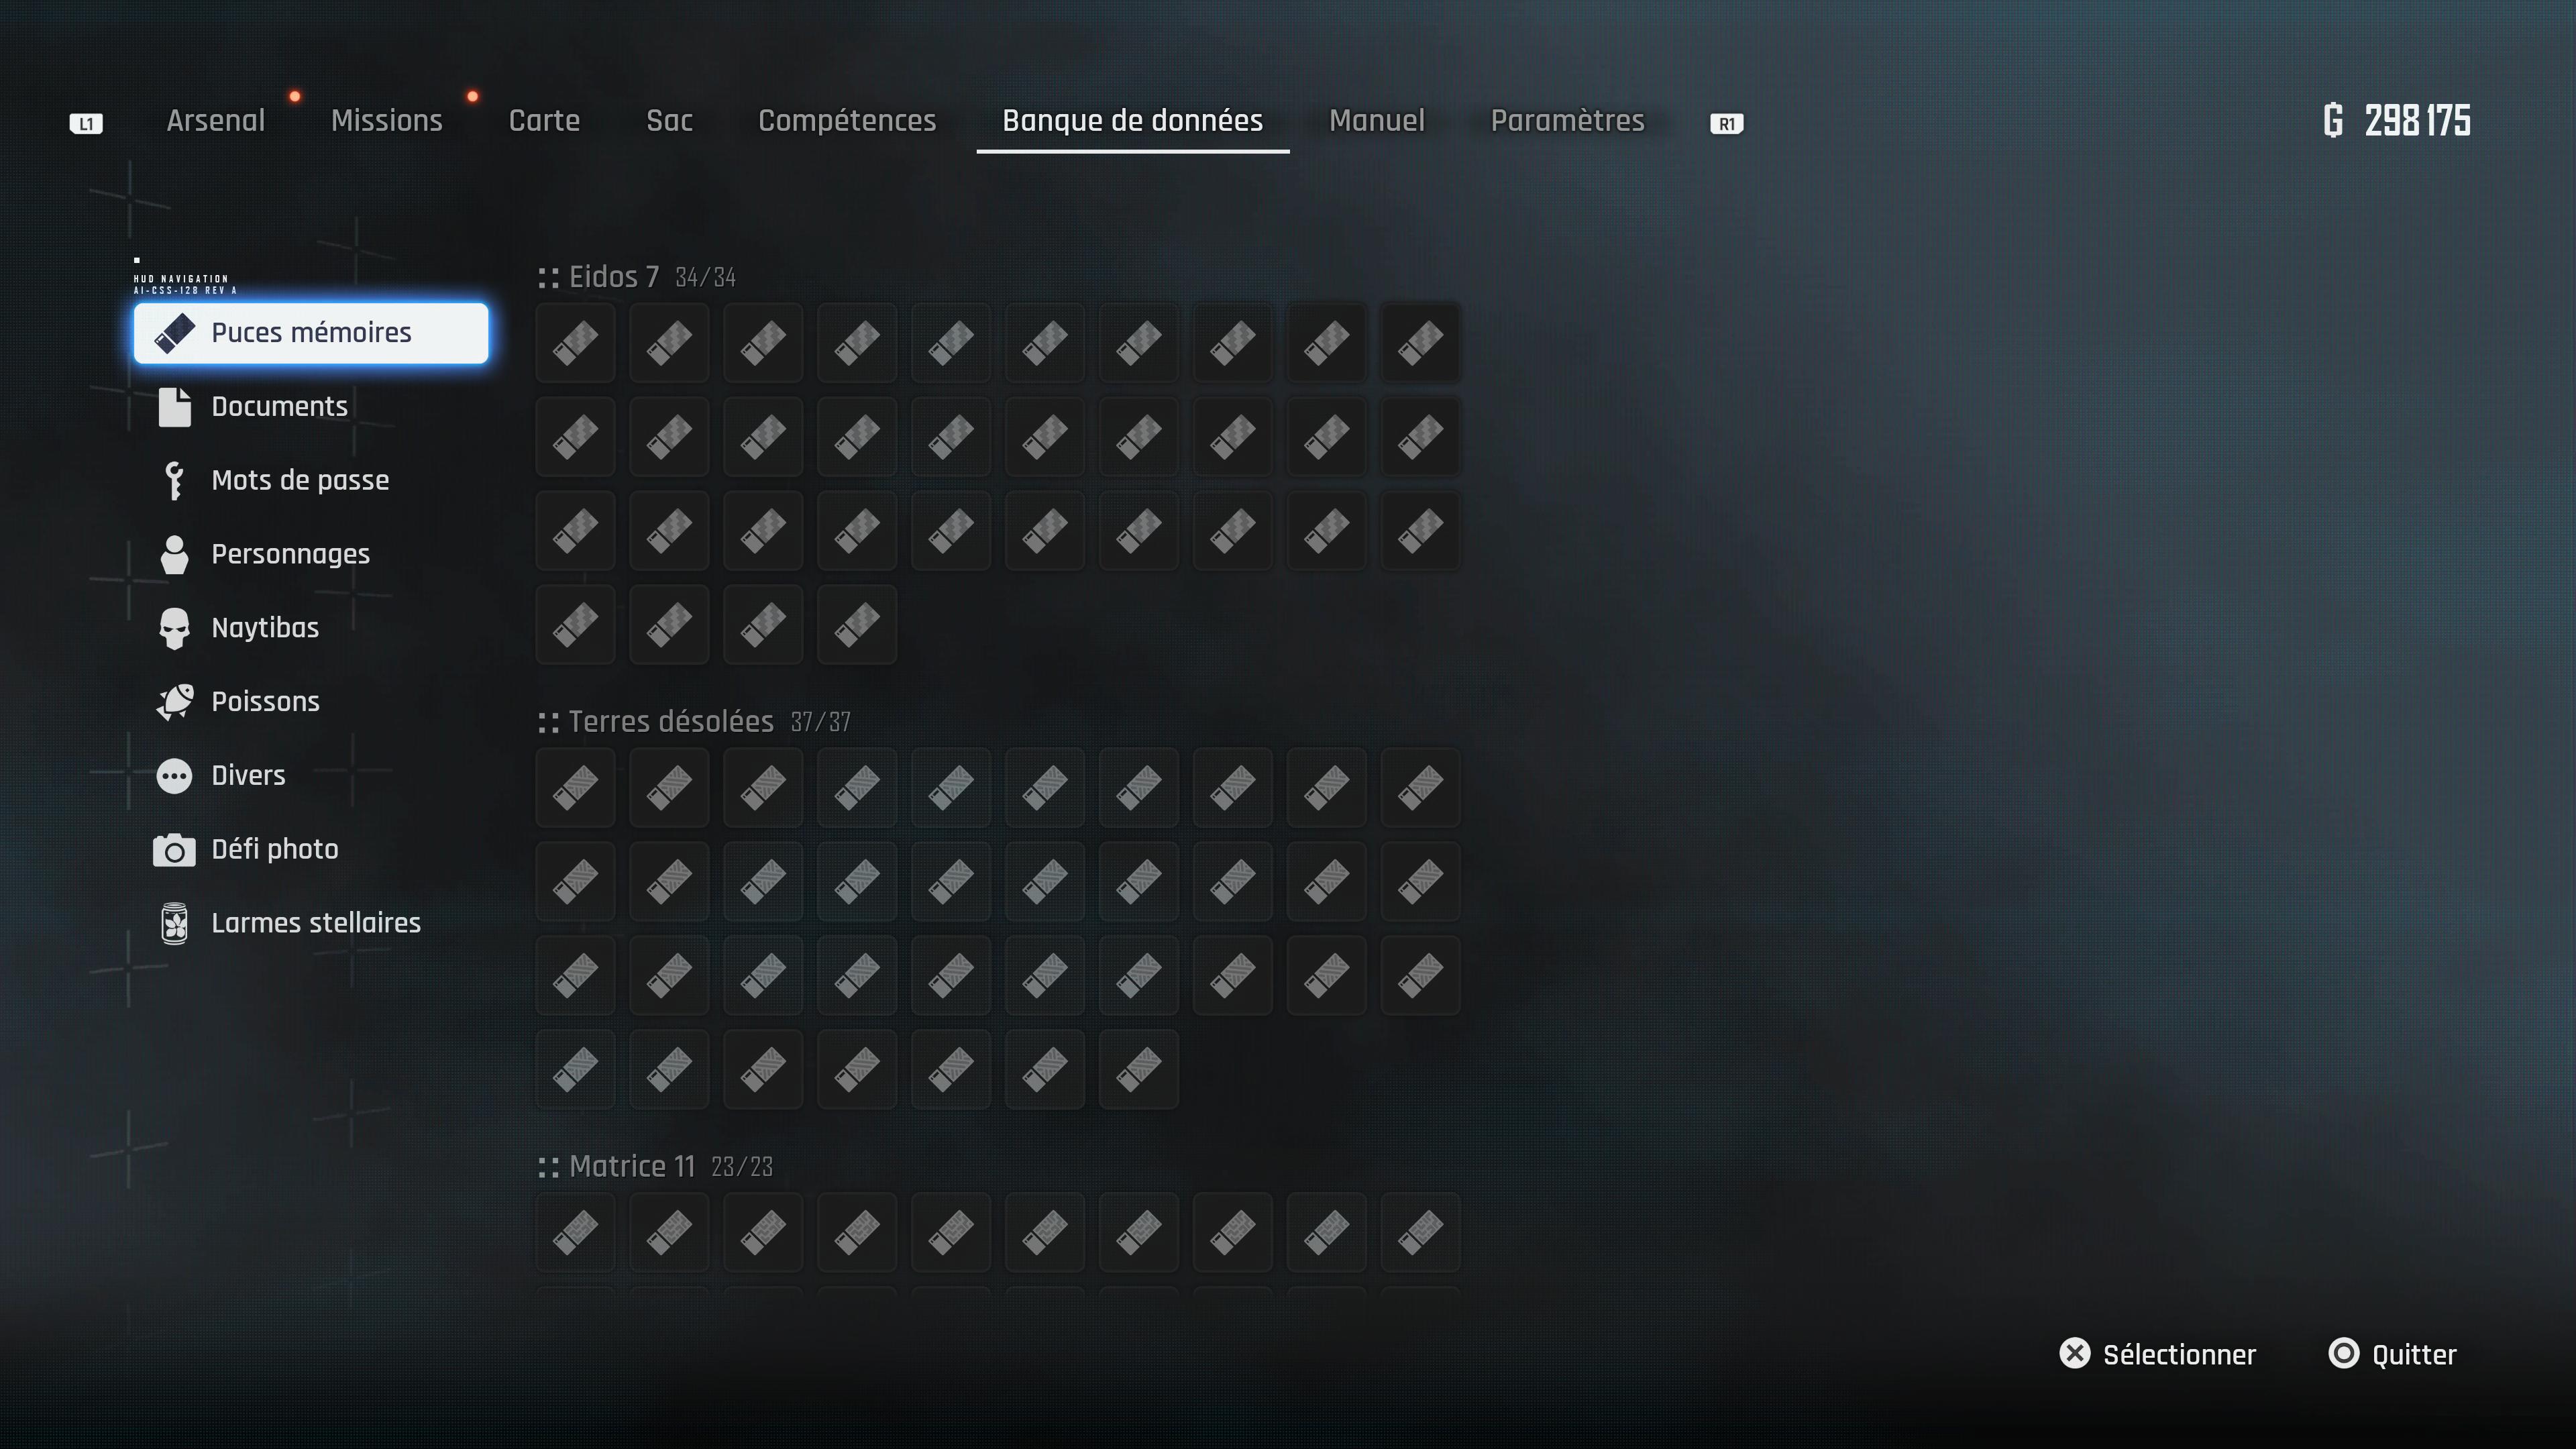 L1 Arsenal Missions Carte Sac Compétences Banque de données Manuel Paramètres R1 298 175
HUD NAVIGATION
AI-CSS-128 REV A
Puces mémoires
Documents
Mots de passe
Personnages
Naytibas
Poissons
Divers
Défi photo
Larmes stellaires
Eidos 7 34/34
Terres désolées 37/37
Matrice 11 23/23
Sélectionner Quitter